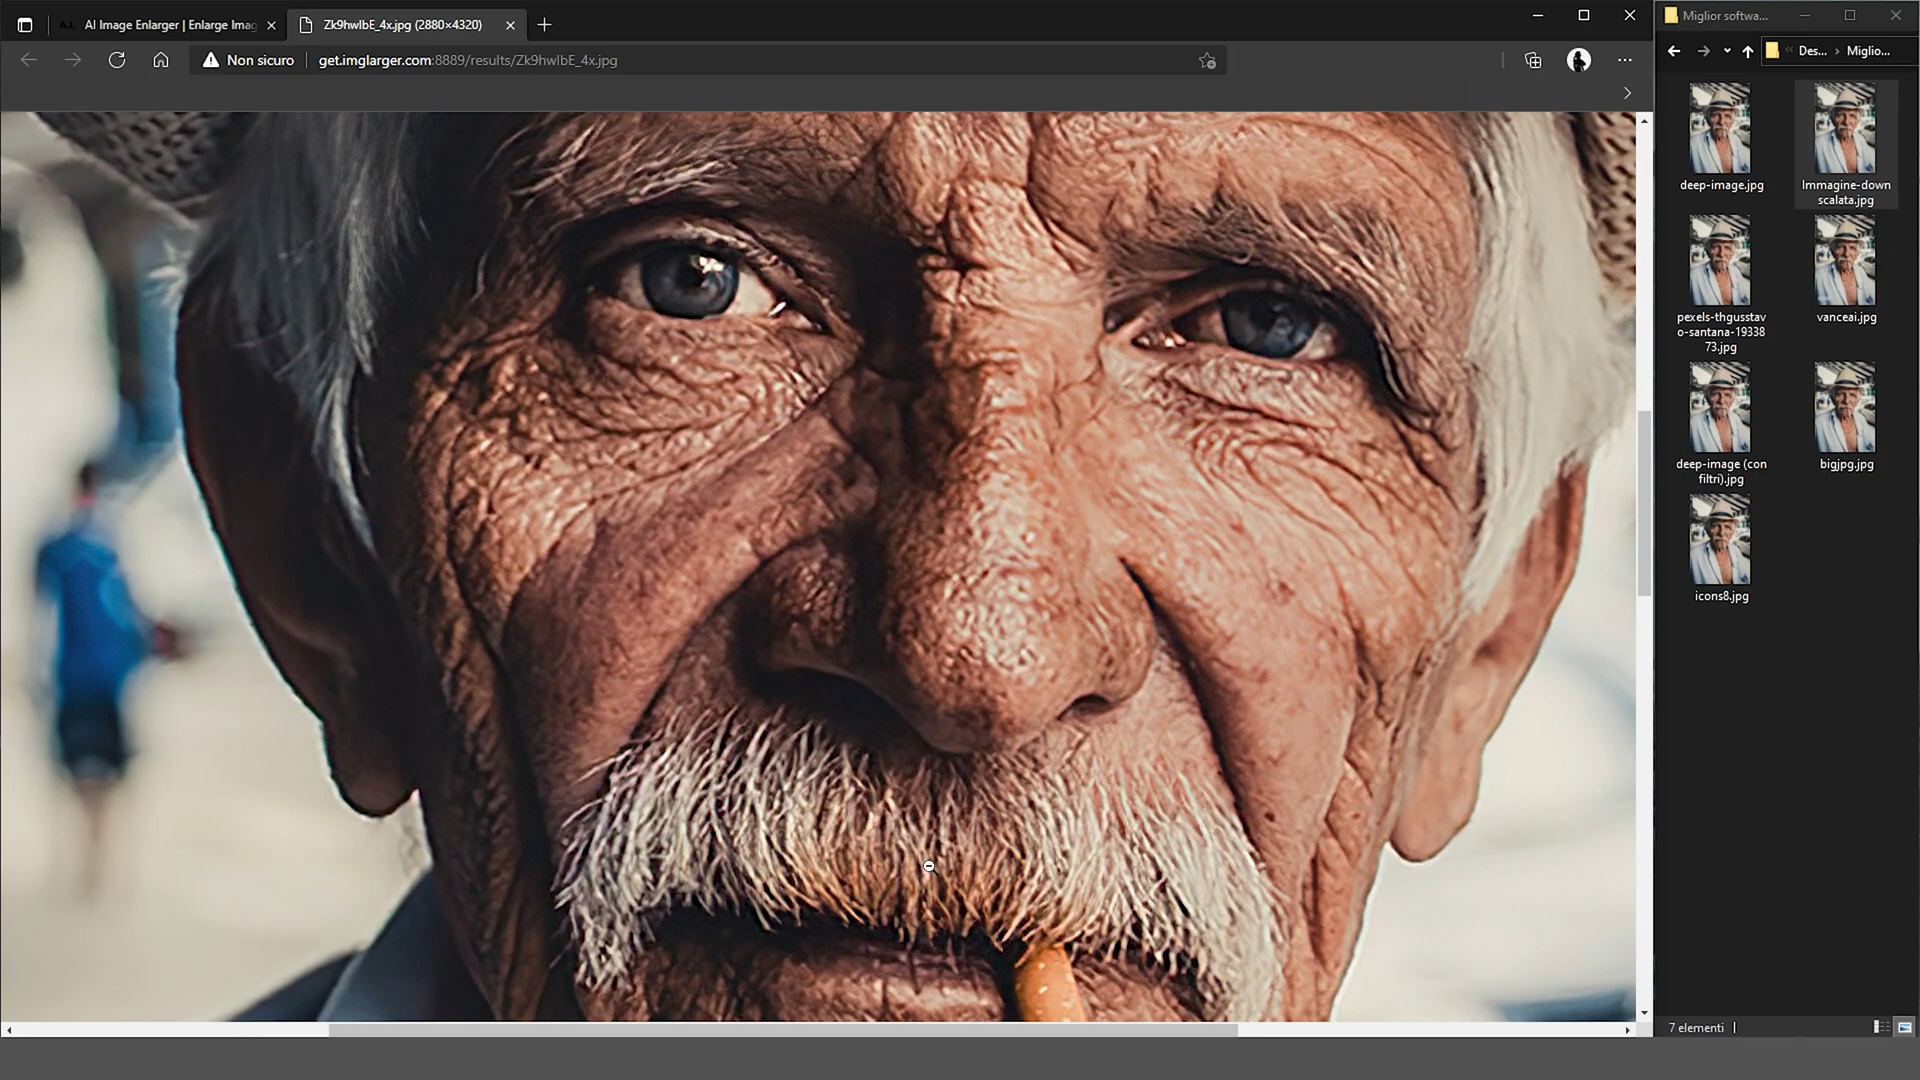 AI Image Enlarger | Enlarge Imag
Zk9hwlbE_4x.jpg (2880×4320)
Non sicuro
get.imglarger.com:8889/results/Zk9hwlbE_4x.jpg
Miglior softwa...
Des...
Miglio...
deep-image.jpg
Immagine-down
scalata.jpg
pexels-thgusstav
o-santana-19338
73.jpg
vanceai.jpg
deep-image (con
filtri).jpg
bigjpg.jpg
icons8.jpg
7 elementi